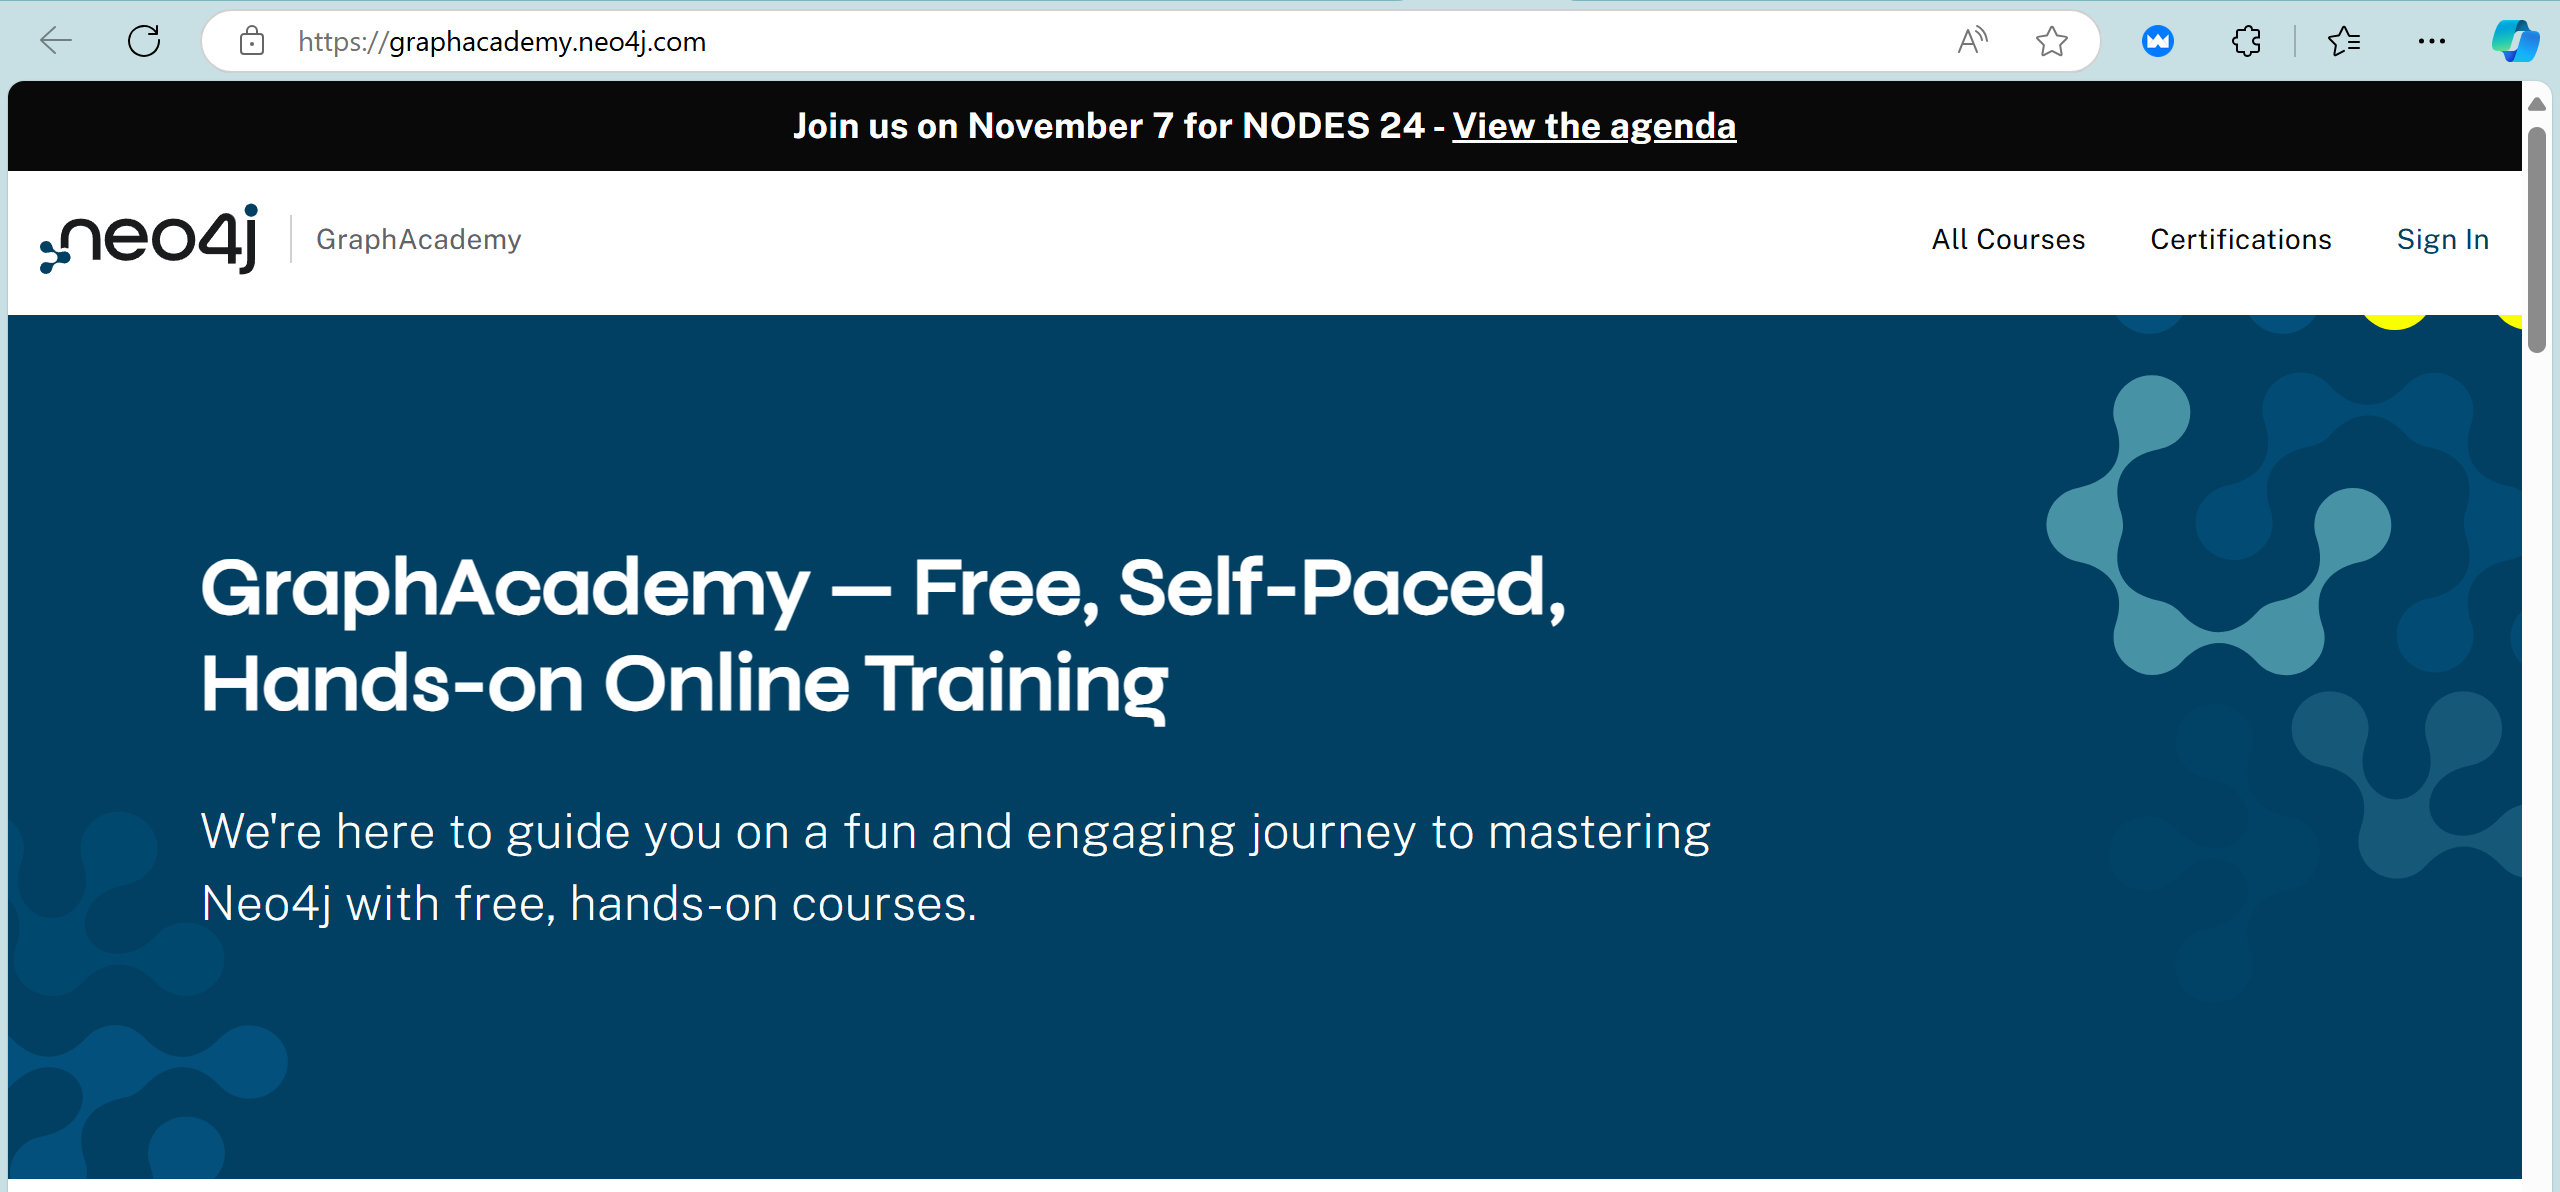 https://graphacademy.neo4j.com
Join us on November 7 for NODES 24 - View the agenda
neo4j
GraphAcademy
All Courses
Certifications
Sign In
GraphAcademy — Free, Self-Paced,
Hands-on Online Training
We're here to guide you on a fun and engaging journey to mastering
Neo4j with free, hands-on courses.